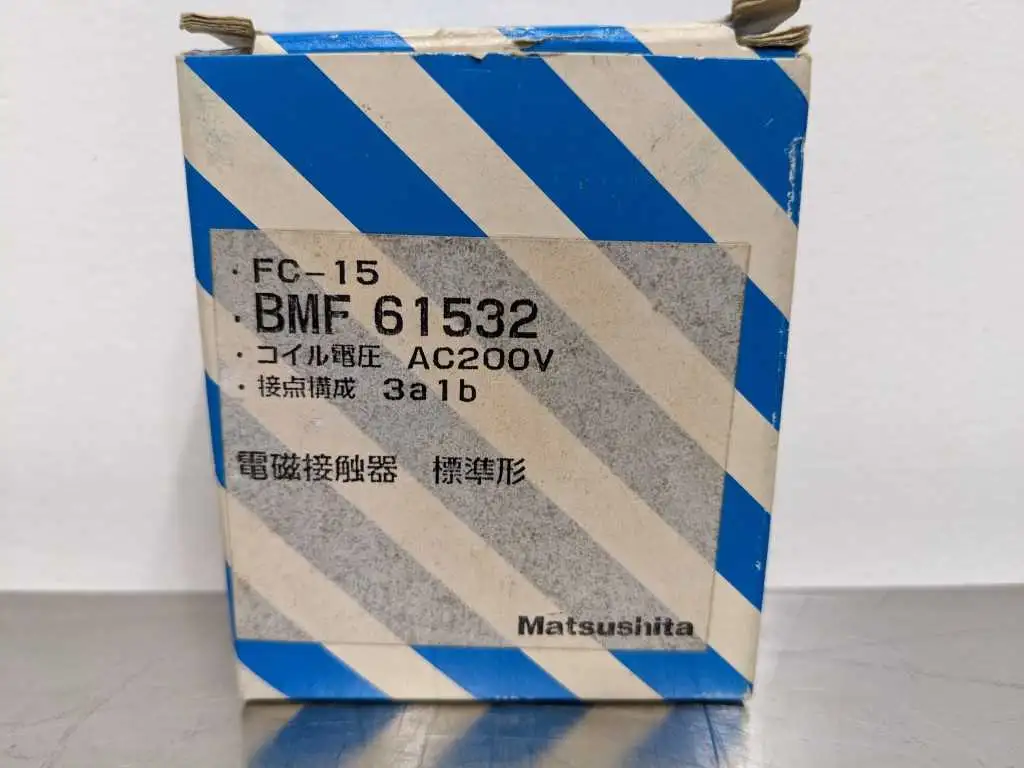 ・FC-15
・BMF 61532
・コイル電圧 AC200V
・接点構成 3a1b
電磁接触器 標準形
Matsushita